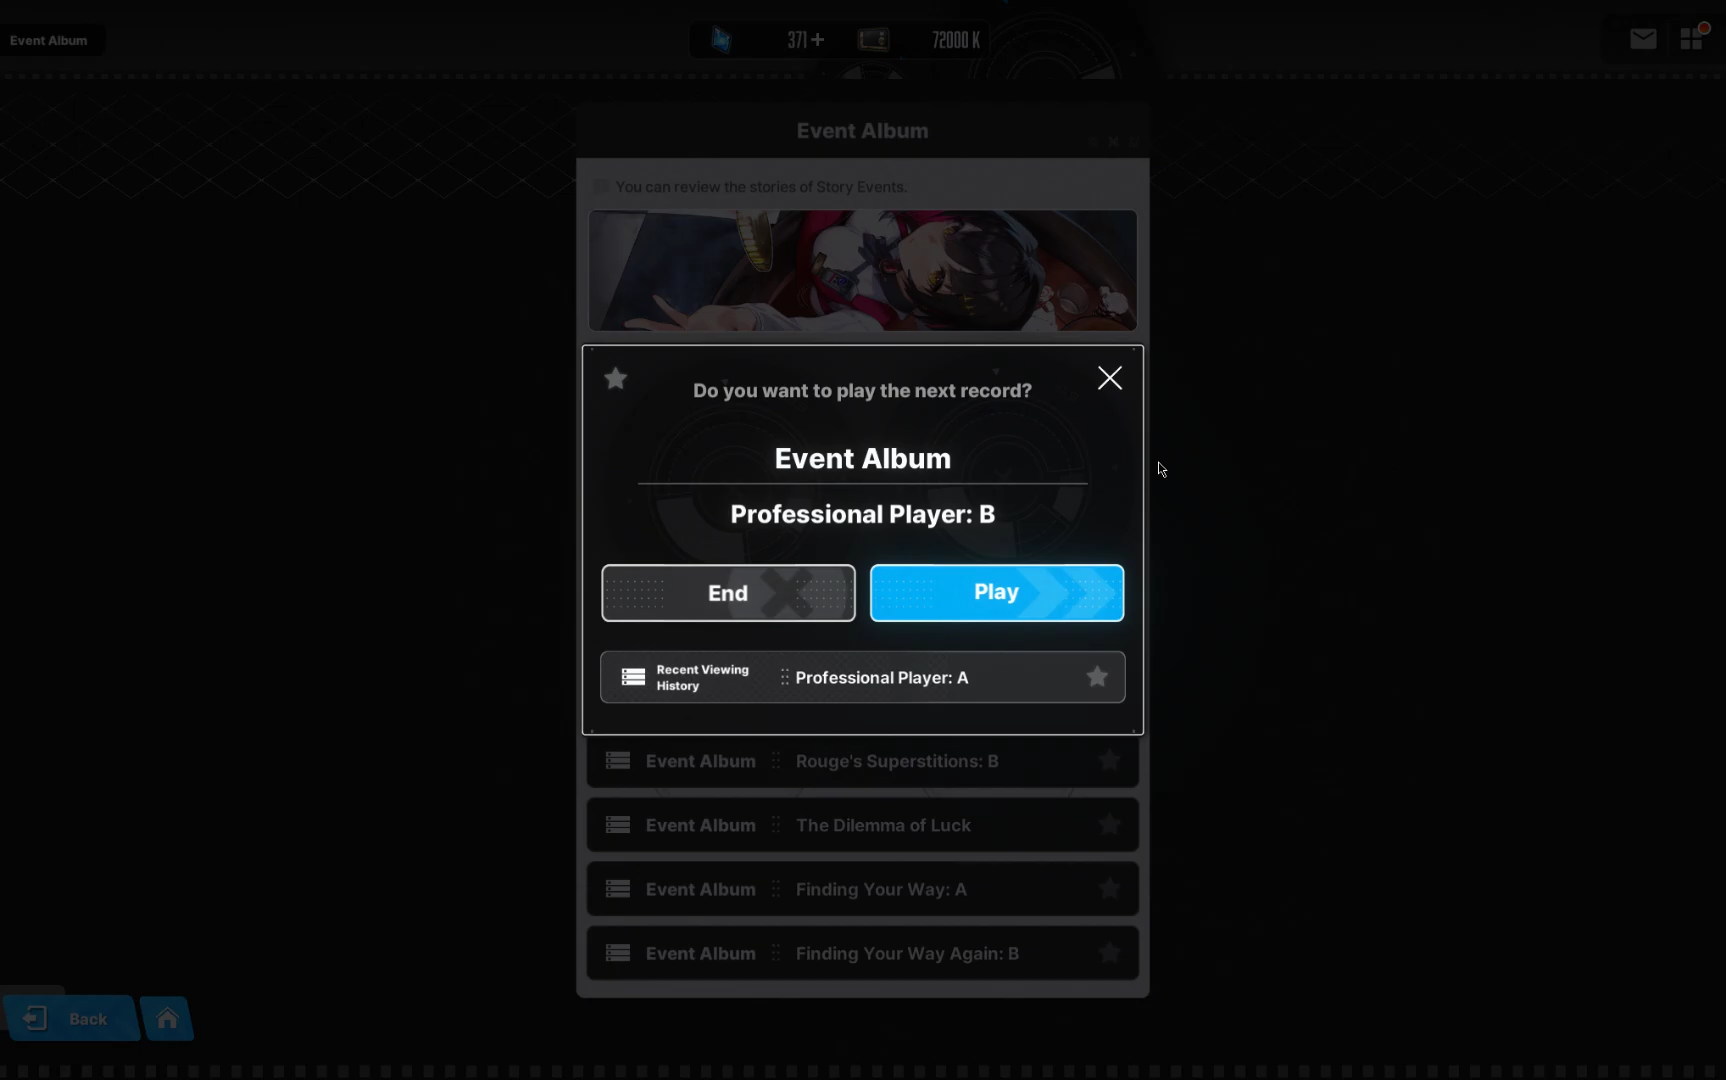 Event Album
371 +
72000 K
Event Album
You can review the stories of Story Events.
Do you want to play the next record?
Event Album
Professional Player: B
End
Play
Recent Viewing
History
Professional Player: A
Event Album
Rouge's Superstitions: B
Event Album
The Dilemma of Luck
Event Album
Finding Your Way: A
Event Album
Finding Your Way Again: B
Back